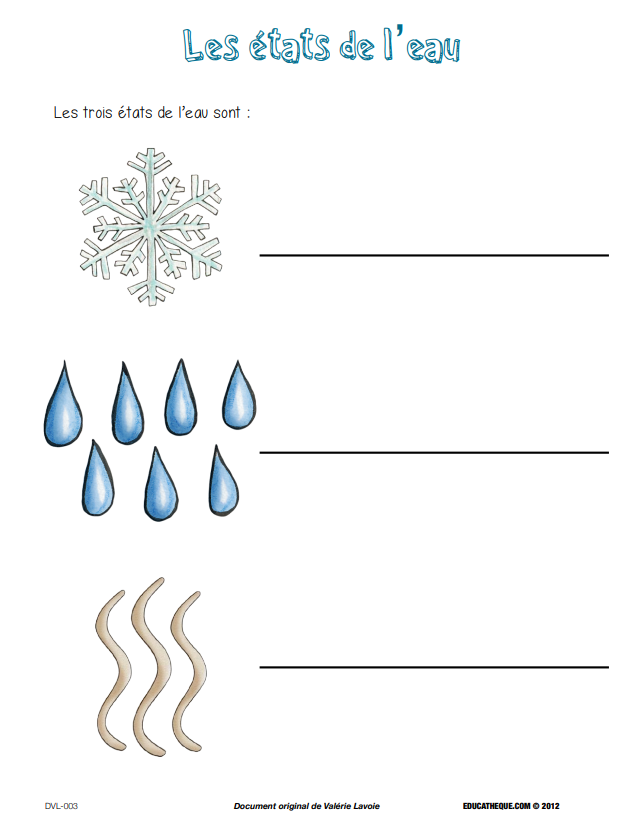 Les états de l'eau
Les trois états de l'eau sont :
DVL-003 Document original de Valérie Lavoie EDUCATHEQUE.COM © 2012